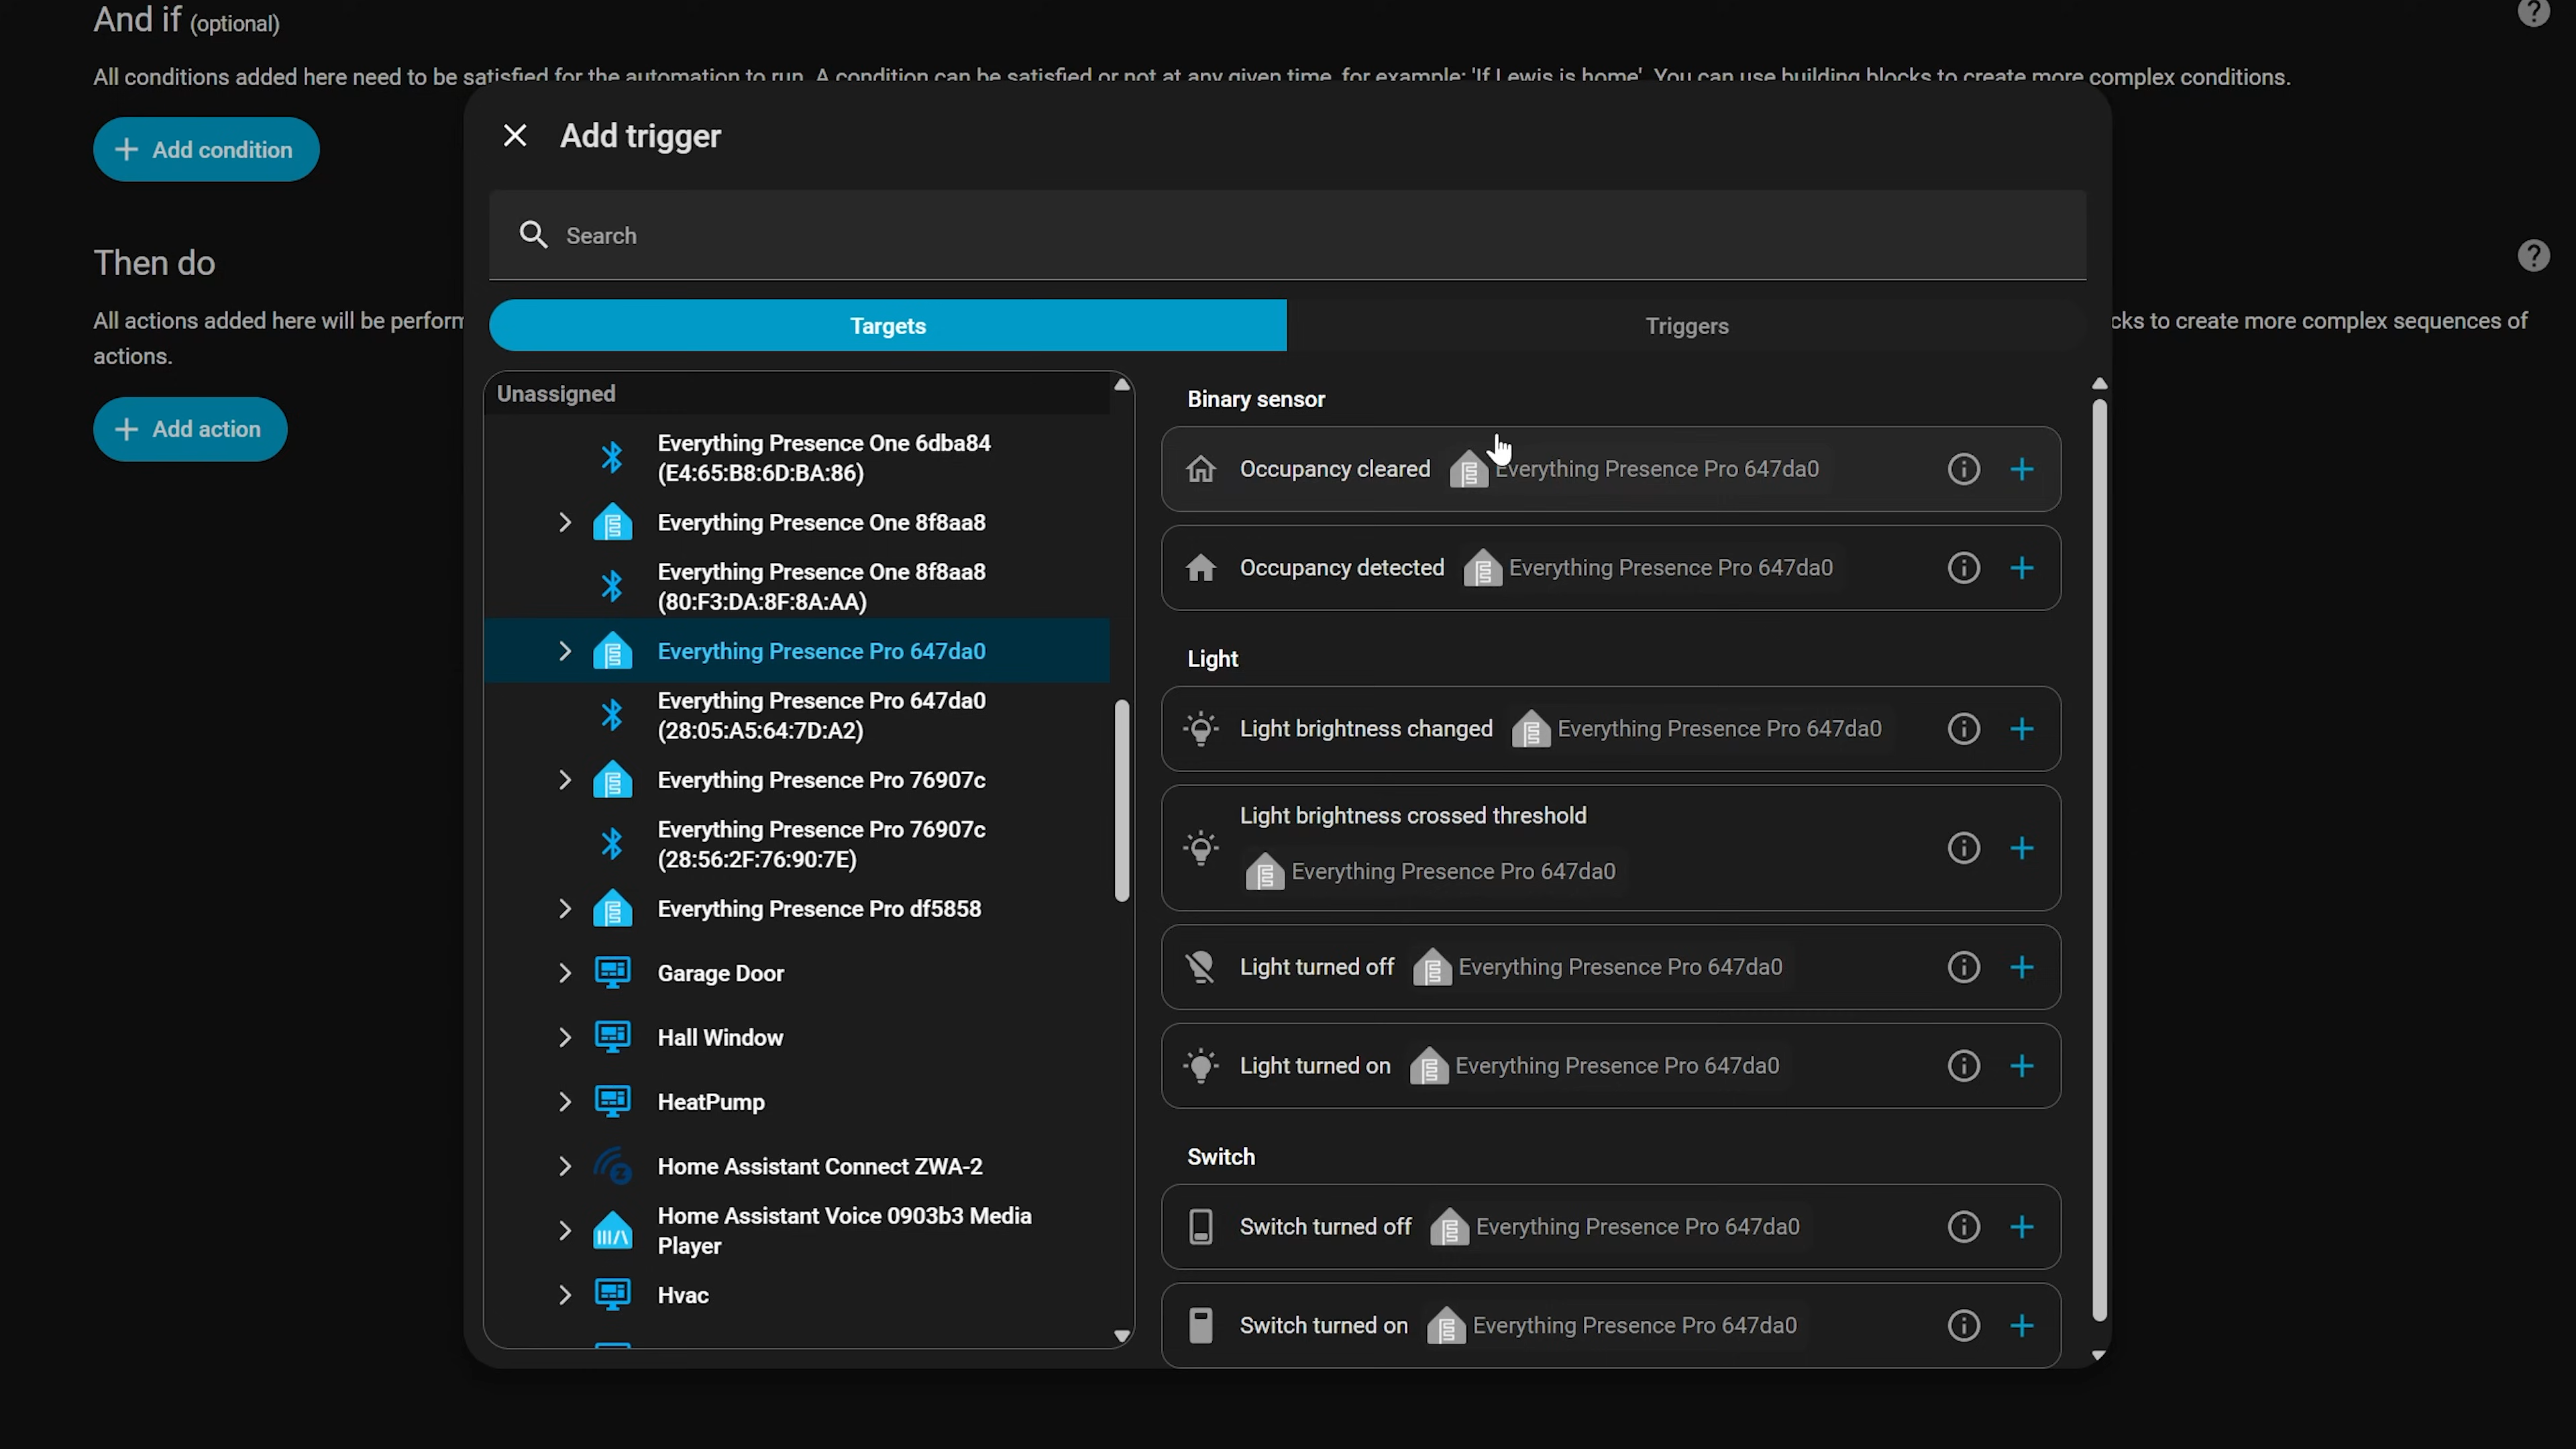 And if (optional)
All conditions added here need to be satisfied for the automation to run. A condition can be satisfied or not at any given time, for example: 'If Lewis is home'. You can use building blocks to create more complex conditions.
+ Add condition
Then do
All actions added here will be perform
cks to create more complex sequences of
actions.
+ Add action
Add trigger
Search
Targets
Triggers
Unassigned
Everything Presence One 6dba84
(E4:65:B8:6D:BA:86)
Everything Presence One 8f8aa8
Everything Presence One 8f8aa8
(80:F3:DA:8F:8A:AA)
Everything Presence Pro 647da0
Everything Presence Pro 647da0
(28:05:A5:64:7D:A2)
Everything Presence Pro 76907c
Everything Presence Pro 76907c
(28:56:2F:76:90:7E)
Everything Presence Pro df5858
Garage Door
Hall Window
HeatPump
Home Assistant Connect ZWA-2
Home Assistant Voice 0903b3 Media
Player
Hvac
Binary sensor
Occupancy cleared Everything Presence Pro 647da0
Occupancy detected Everything Presence Pro 647da0
Light
Light brightness changed Everything Presence Pro 647da0
Light brightness crossed threshold
Everything Presence Pro 647da0
Light turned off Everything Presence Pro 647da0
Light turned on Everything Presence Pro 647da0
Switch
Switch turned off Everything Presence Pro 647da0
Switch turned on Everything Presence Pro 647da0